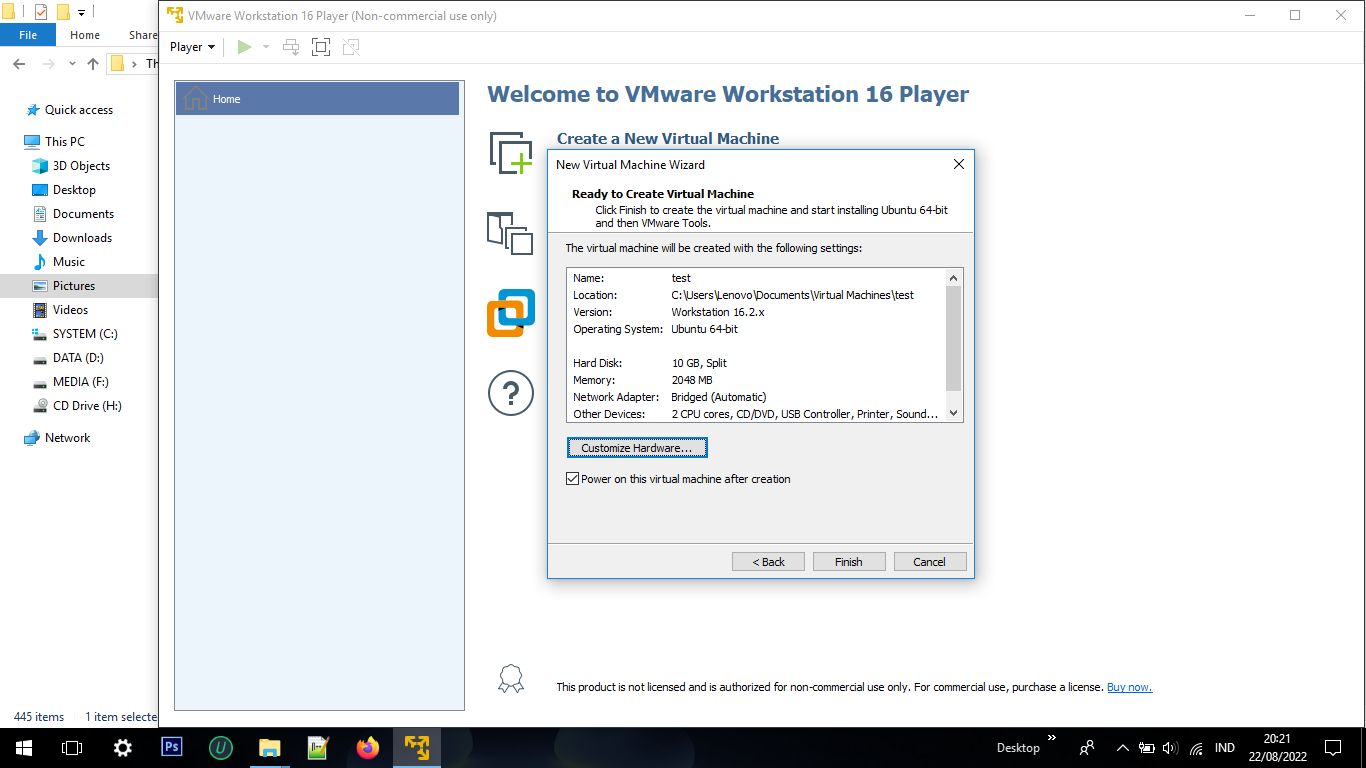 VMware Workstation 16 Player (Non-commercial use only)
File
Home
Share
Player
Quick access
This PC
3D Objects
Desktop
Documents
Downloads
Music
Pictures
Videos
SYSTEM (C:)
DATA (D:)
MEDIA (F:)
CD Drive (H:)
Network
445 items
Home
Welcome to VMware Workstation 16 Player
Create a New Virtual Machine
New Virtual Machine Wizard
Ready to Create Virtual Machine
Click Finish to create the virtual machine and start installing Ubuntu 64-bit
and then VMware Tools.
The virtual machine will be created with the following settings:
Name: test
Location: C:\Users\Lenovo\Documents\Virtual Machines\test
Version: Workstation 16.2.x
Operating System: Ubuntu 64-bit
Hard Disk: 10 GB, Split
Memory: 2048 MB
Network Adapter: Bridged (Automatic)
Other Devices: 2 CPU cores, CD/DVD, USB Controller, Printer, Sound...
Customize Hardware...
Power on this virtual machine after creation
< Back
Finish
Cancel
?
This product is not licensed and is authorized for non-commercial use only. For commercial use, purchase a license. Buy now.
Ps
Desktop
IND
20:21
22/08/2022